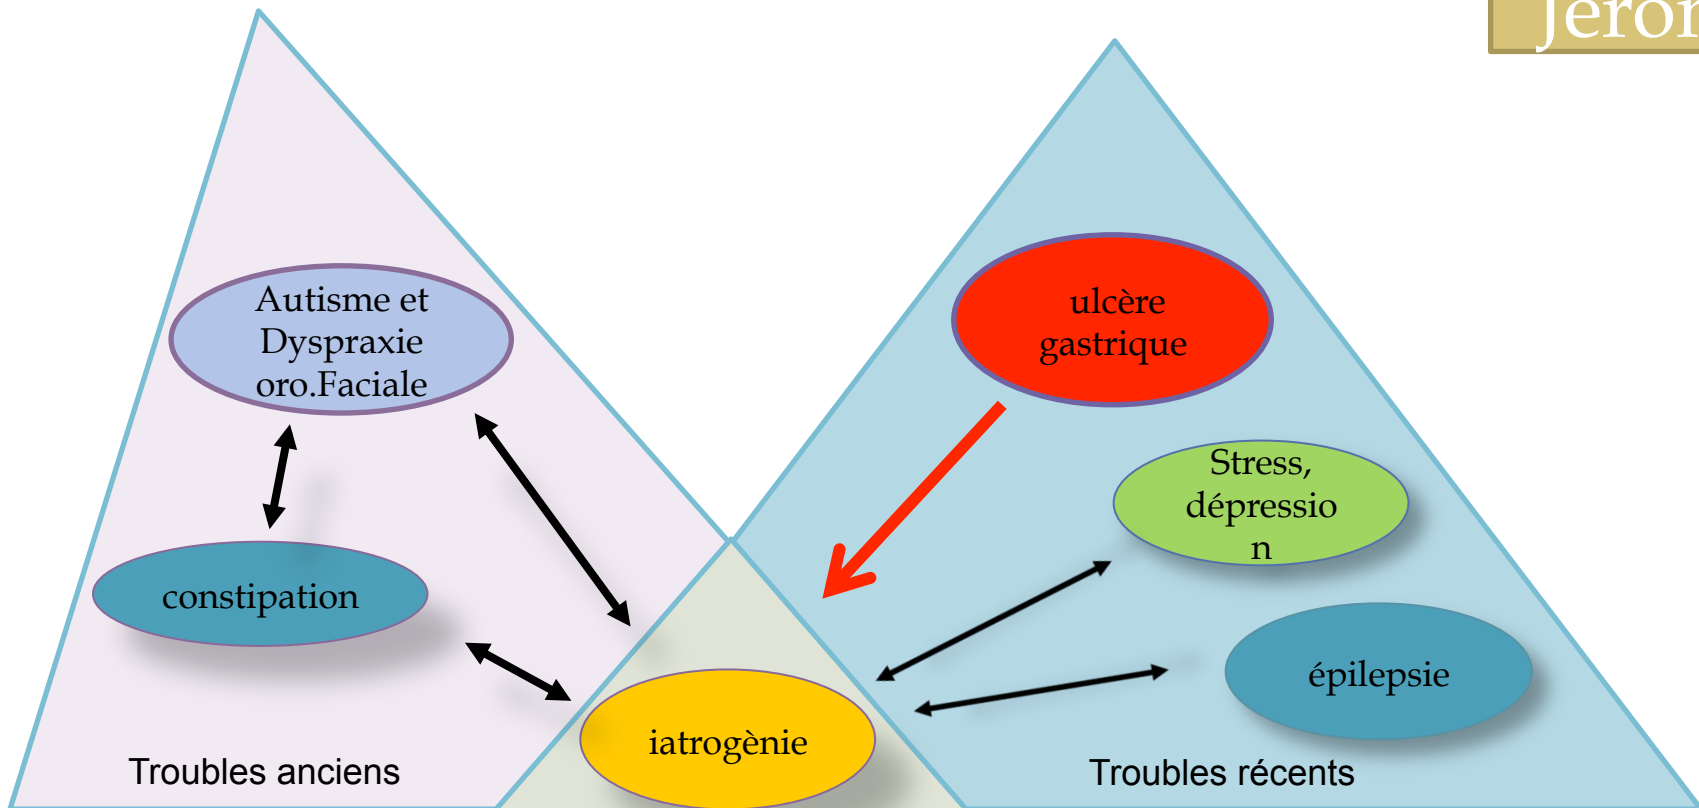 Autisme et
Dyspraxie
oro.Faciale
ulcère
gastrique
Stress,
dépressio
n
constipation
épilepsie
iatrogènie
Troubles anciens
Troubles récents